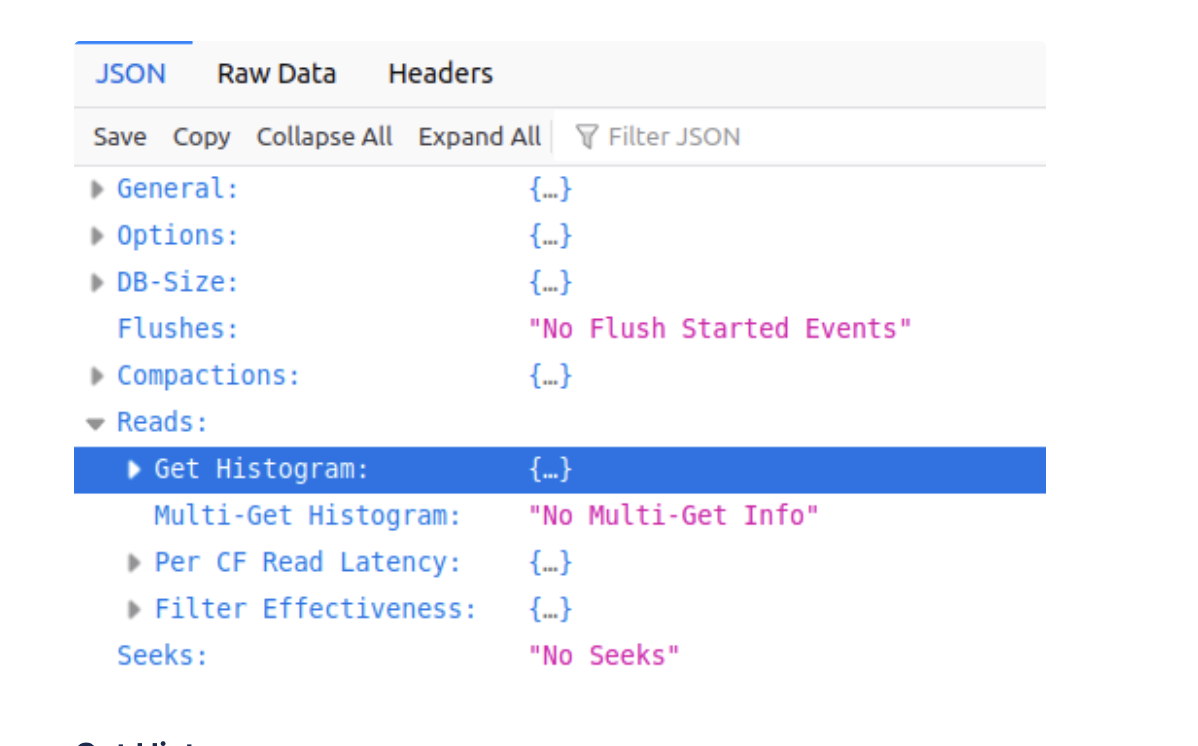 JSON Raw Data Headers
Save Copy Collapse All Expand All Filter JSON
General: {…}
Options: {…}
DB-Size: {…}
Flushes: "No Flush Started Events"
Compactions: {…}
Reads:
Get Histogram: {…}
Multi-Get Histogram: "No Multi-Get Info"
Per CF Read Latency: {…}
Filter Effectiveness: {…}
Seeks: "No Seeks"